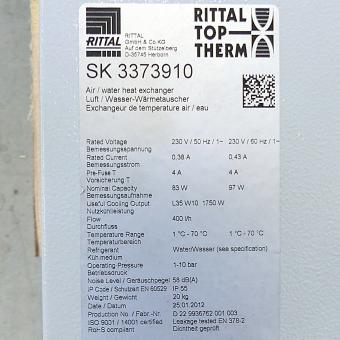 RITTAL
RITTAL
GmbH & Co KG
Auf dem Stützelberg
D-35745 Herborn
RITTAL
TOP
THERM
SK 3373910
Air / water heat exchanger
Luft / Wasser-Wärmetauscher
Exchangeur de temperature air / eau
Rated Voltage 230 V / 50 Hz / 1~ 230 V / 60 Hz / 1~
Bemessungsspannung
Rated Current 0,38 A 0,43 A
Bemessungsstrom
Pre-Fuse T 4 A 4 A
Vorsicherung T
Nominal Capacity 83 W 97 W
Bemessungsaufnahme
Useful Cooling Output L35 W10 1750 W
Nutzkühlleistung
Flow 400 l/h
Durchfluss
Temperature Range 1 °C -70 °C 1 °C -70 °C
Temperaturbereich
Refrigerant Water/Wasser (see specification)
Kühlmedium
Operating-Pressure 1-10 bar
Betriebsdruck
Noise Level / Geräuschpegel 58 dB(A)
IP Code / Schutzart EN 60529 IP 55
Weight / Gewicht 20 kg
Production Date 25.01.2012
Production No / Fabr.-Nr. D 22 9936762 001 003
ISO 9001 / 14001 certified Leakage tested EN 378-2
RoHS compliant Dichtheit geprüft